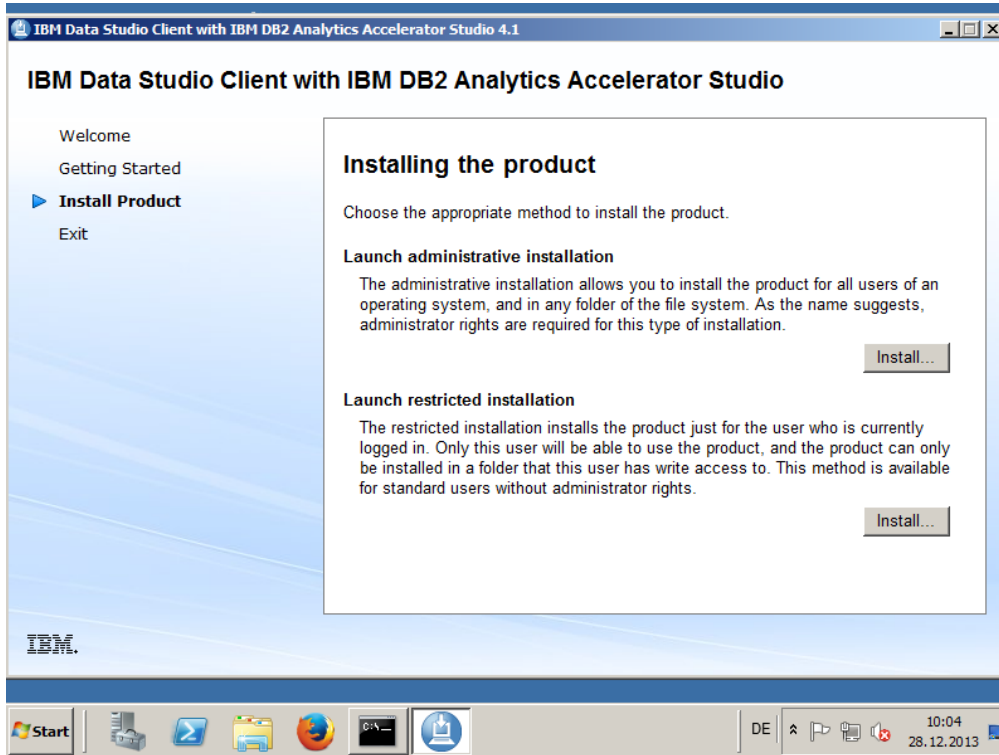 IBM Data Studio Client with IBM DB2 Analytics Accelerator Studio 4.1
IBM Data Studio Client with IBM DB2 Analytics Accelerator Studio
Welcome
Getting Started
Install Product
Exit
Installing the product
Choose the appropriate method to install the product.
Launch administrative installation
The administrative installation allows you to install the product for all users of an
operating system, and in any folder of the file system. As the name suggests,
administrator rights are required for this type of installation.
Install...
Launch restricted installation
The restricted installation installs the product just for the user who is currently
logged in. Only this user will be able to use the product, and the product can only
be installed in a folder that this user has write access to. This method is available
for standard users without administrator rights.
Install...
IBM.
Start
C:\_
DE
10:04
28.12.2013